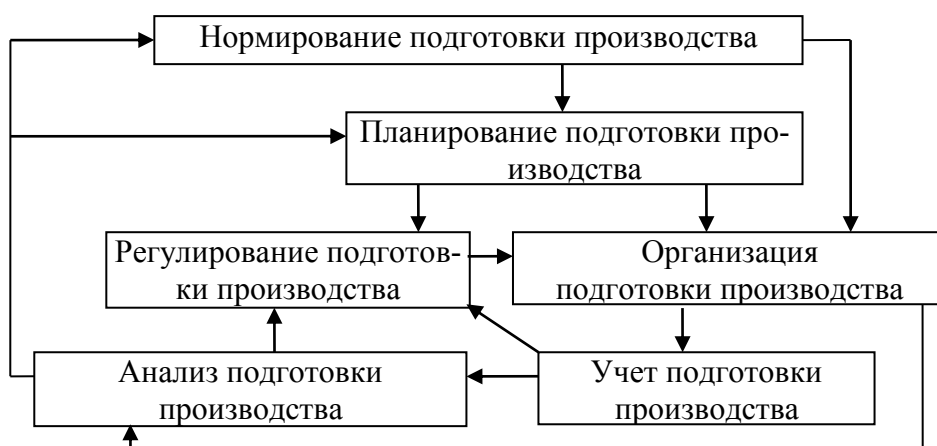 Нормирование подготовки производства
Планирование подготовки про-
изводства
Регулирование подготов-
ки производства
Организация
подготовки производства
Анализ подготовки
производства
Учет подготовки
производства